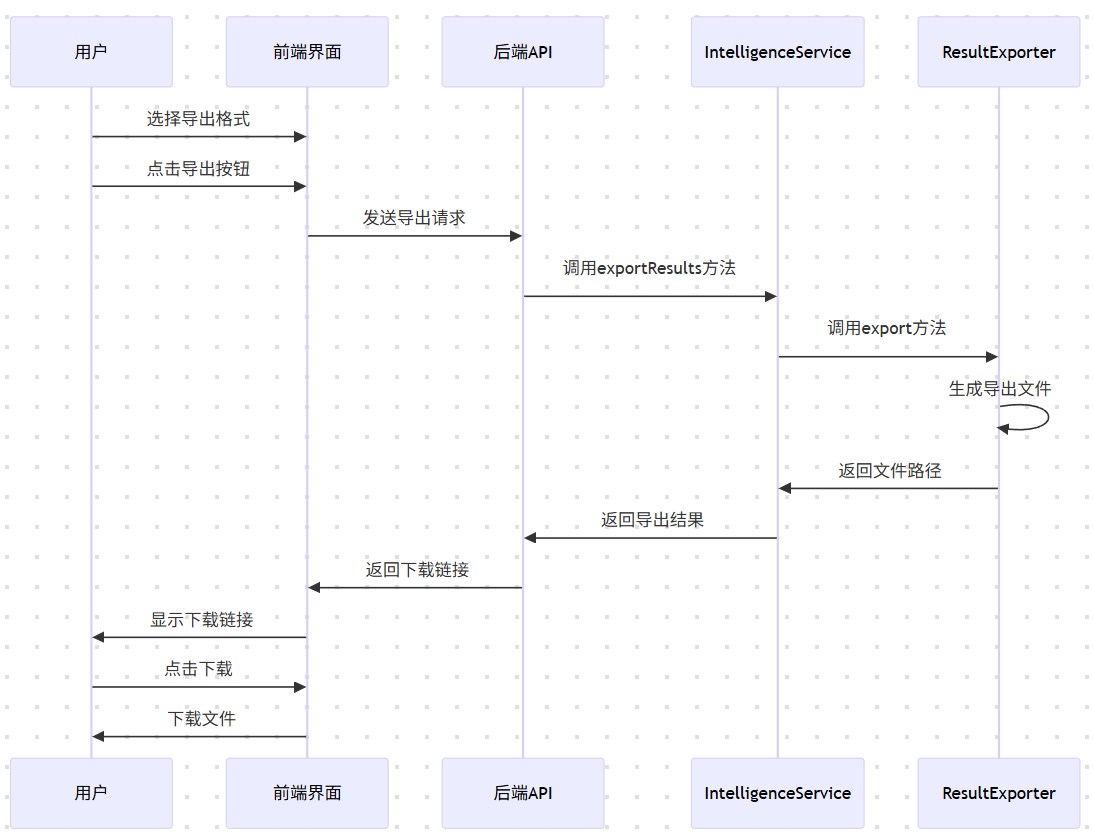 用户
前端界面
后端API
IntelligenceService
ResultExporter
选择导出格式
点击导出按钮
发送导出请求
调用exportResults方法
调用export方法
生成导出文件
返回文件路径
返回导出结果
返回下载链接
显示下载链接
点击下载
下载文件
用户
前端界面
后端API
IntelligenceService
ResultExporter